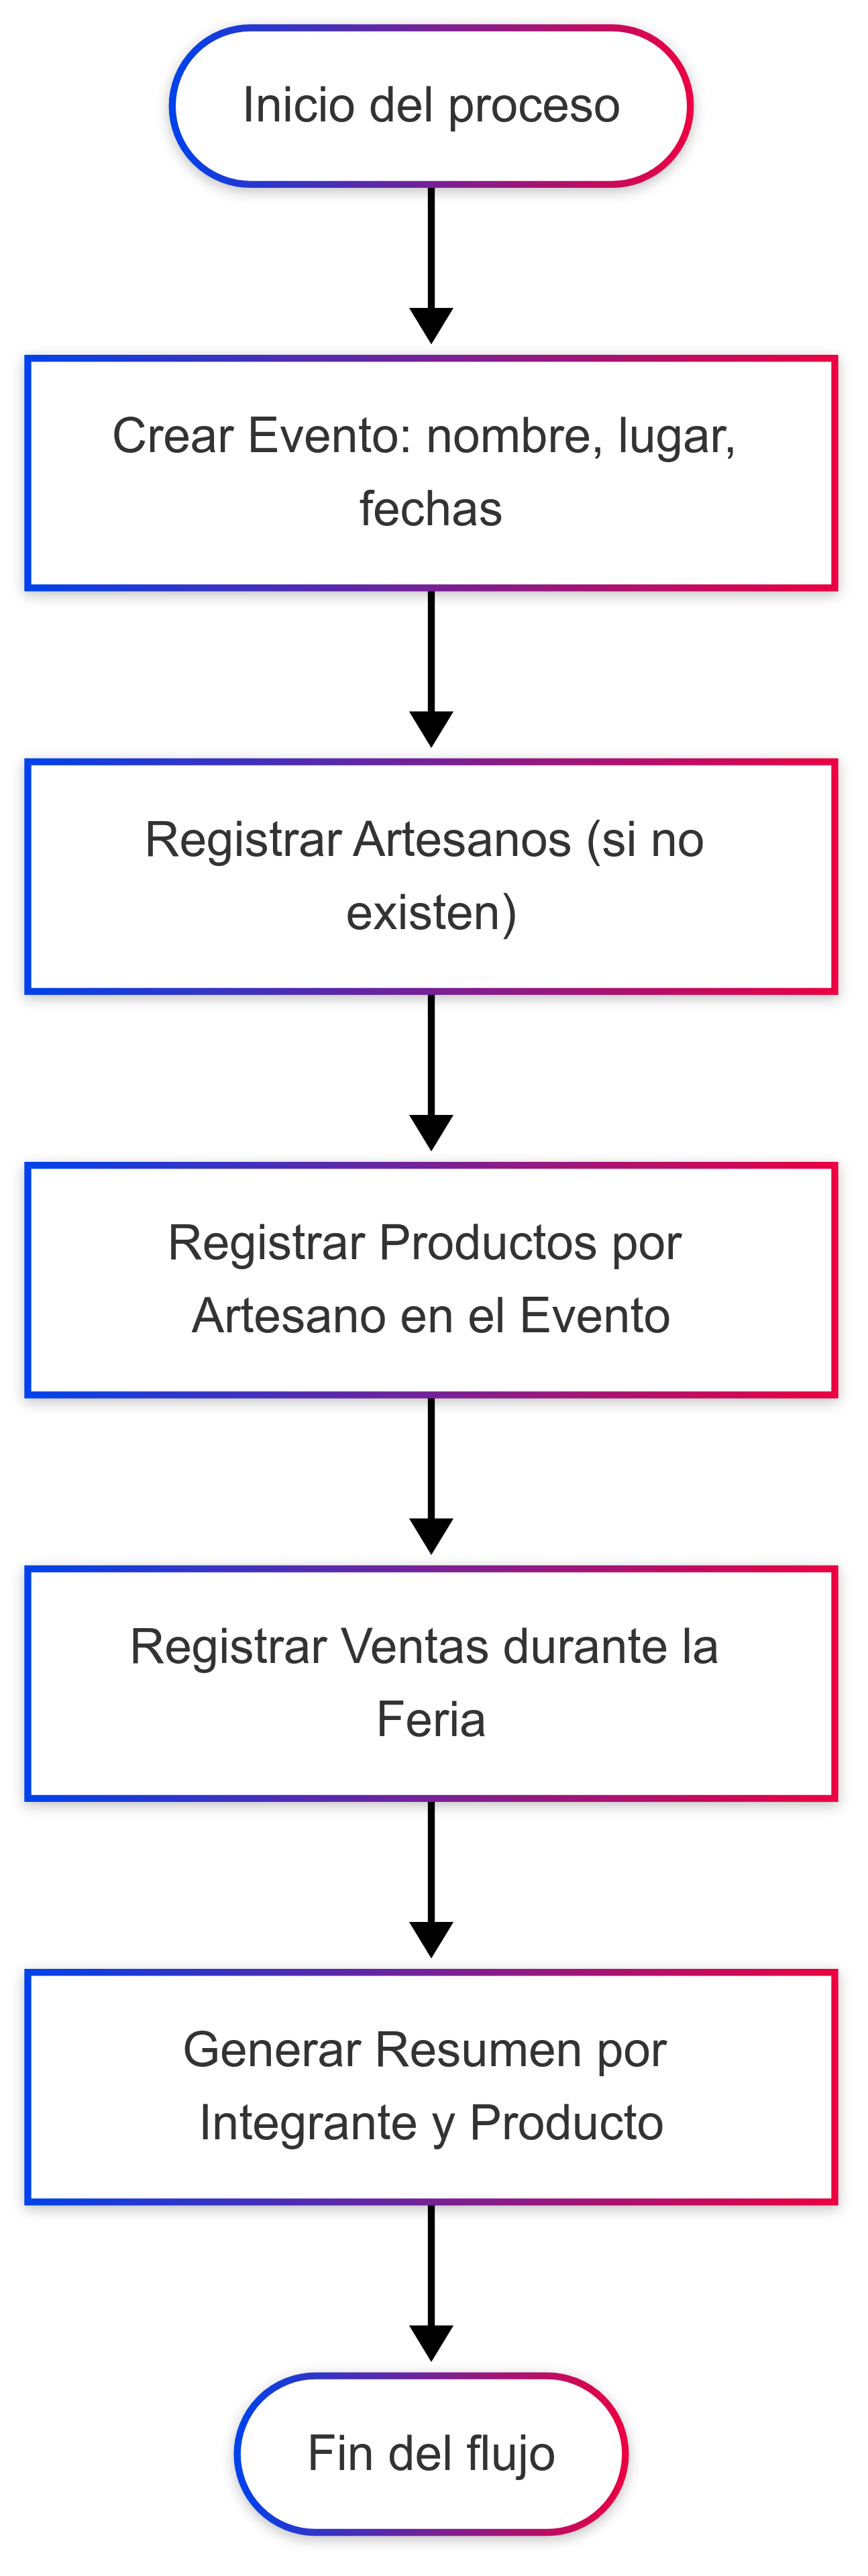 Inicio del proceso
Crear Evento: nombre, lugar,
fechas
Registrar Artesanos (si no
existen)
Registrar Productos por
Artesano en el Evento
Registrar Ventas durante la
Feria
Generar Resumen por
Integrante y Producto
Fin del flujo